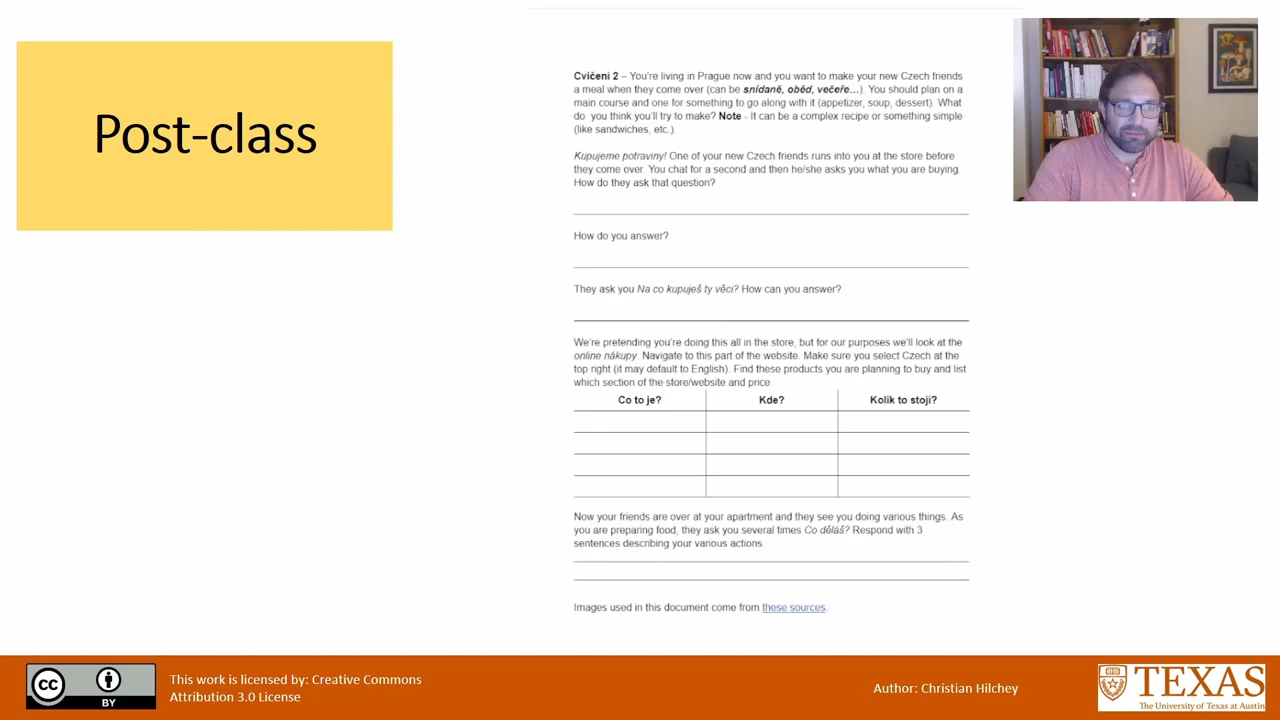 Post-class
Cvičení 2 – You're living in Prague now and you want to make your new Czech friends
a meal when they come over (can be snídaně, oběd, večeře…). You should plan on a
main course and one for something to go along with it (appetizer, soup, dessert). What
do you think you'll try to make? Note - It can be a complex recipe or something simple
(like sandwiches, etc.).
Kupujeme potraviny! One of your new Czech friends runs into you at the store before
they come over. You chat for a second and then he/she asks you what you are buying.
How do they ask that question?
How do you answer?
They ask you Na co kupuješ ty věci? How can you answer?
We're pretending you're doing this all in the store, but for our purposes we'll look at the
online nákupy. Navigate to this part of the website. Make sure you select Czech at the
top right (it may default to English). Find these products you are planning to buy and list
which section of the store/website and price
Co to je? Kde? Kolik to stojí?
Now your friends are over at your apartment and they see you doing various things. As
you are preparing food, they ask you several times Co děláš? Respond with 3
sentences describing your various actions.
Images used in this document come from these sources.
CC BY
This work is licensed by: Creative Commons
Attribution 3.0 License
Author: Christian Hilchey
TEXAS
The University of Texas at Austin